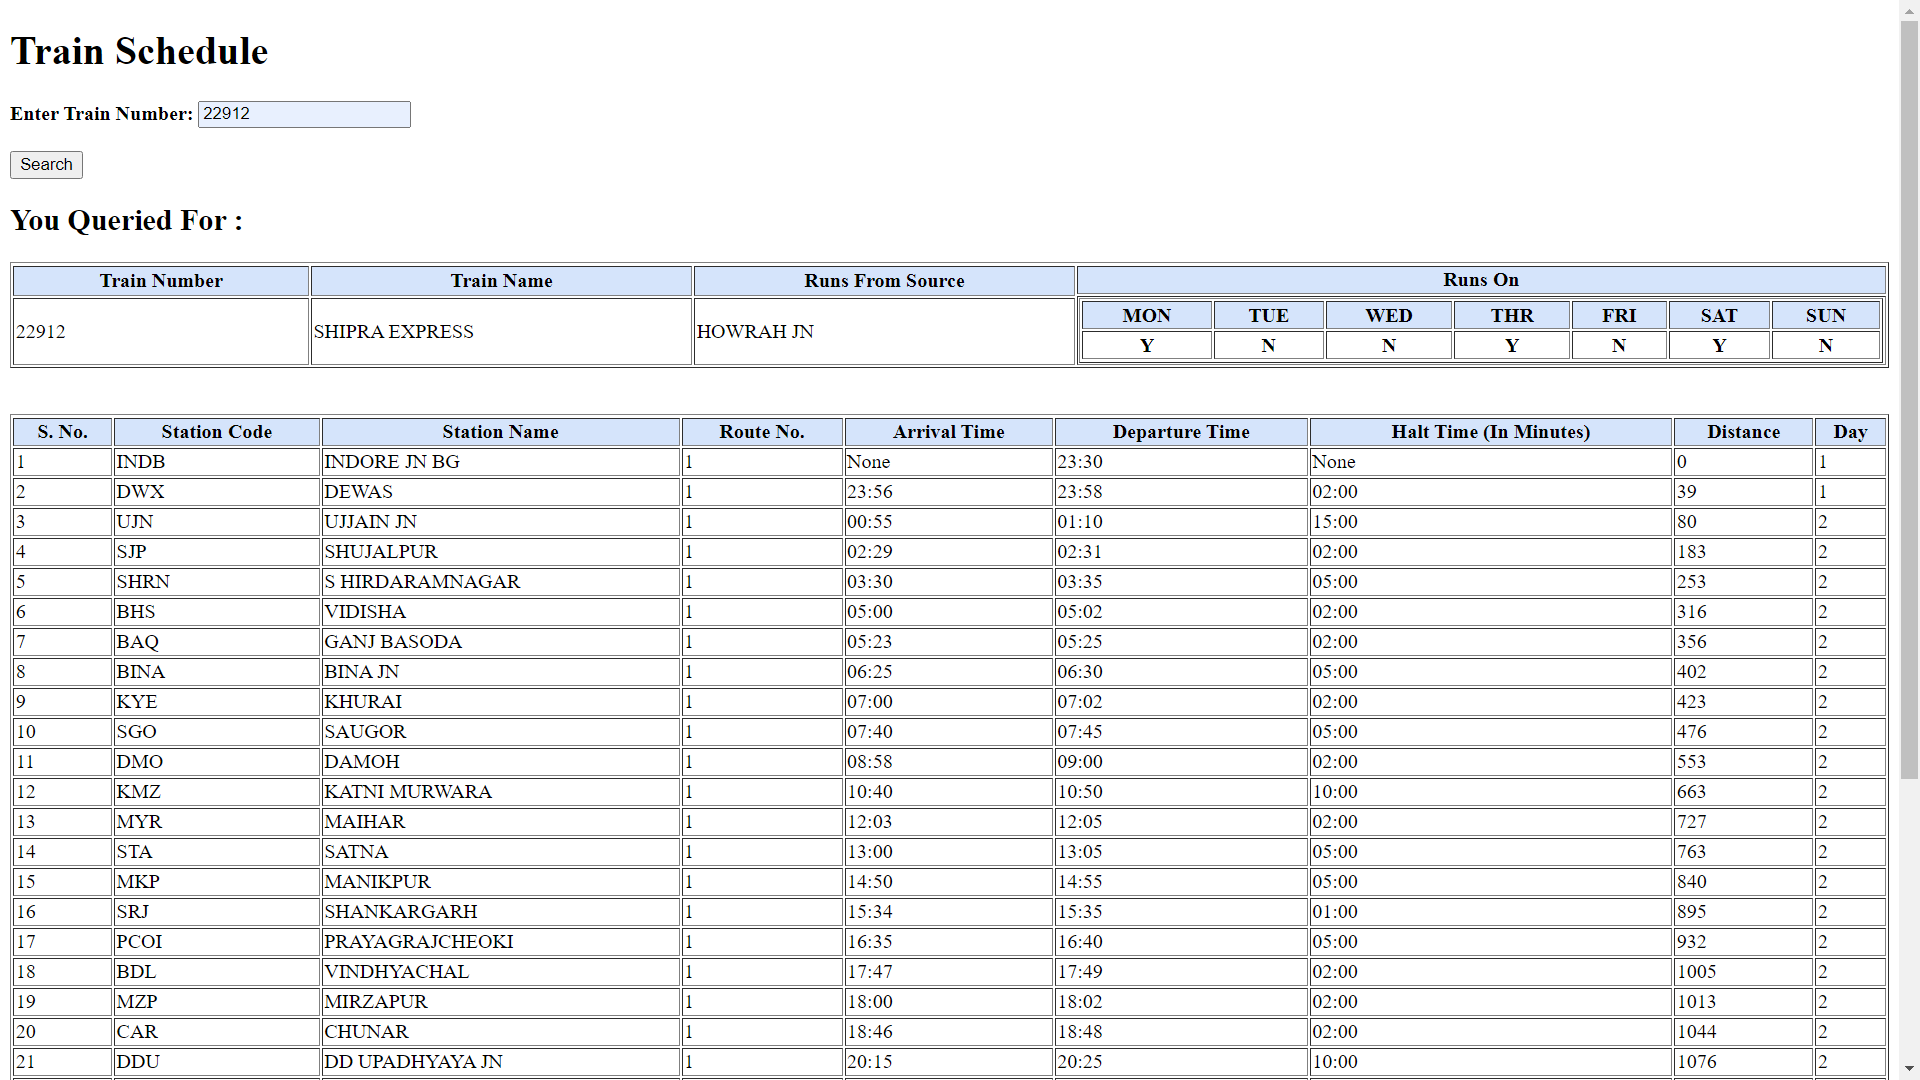 Train Schedule
Enter Train Number: 22912
Search
You Queried For :
Train Number Train Name Runs From Source Runs On
MON TUE WED THR FRI SAT SUN
22912 SHIPRA EXPRESS HOWRAH JN
Y N N Y N Y N
S. No. Station Code Station Name Route No. Arrival Time Departure Time Halt Time (In Minutes) Distance Day
1 INDB INDORE JN BG 1 None 23:30 None 0 1
2 DWX DEWAS 1 23:56 23:58 02:00 39 1
3 UJN UJJAIN JN 1 00:55 01:10 15:00 80 2
4 SJP SHUJALPUR 1 02:29 02:31 02:00 183 2
5 SHRN S HIRDARAMNAGAR 1 03:30 03:35 05:00 253 2
6 BHS VIDISHA 1 05:00 05:02 02:00 316 2
7 BAQ GANJ BASODA 1 05:23 05:25 02:00 356 2
8 BINA BINA JN 1 06:25 06:30 05:00 402 2
9 KYE KHURAI 1 07:00 07:02 02:00 423 2
10 SGO SAUGOR 1 07:40 07:45 05:00 476 2
11 DMO DAMOH 1 08:58 09:00 02:00 553 2
12 KMZ KATNI MURWARA 1 10:40 10:50 10:00 663 2
13 MYR MAIHAR 1 12:03 12:05 02:00 727 2
14 STA SATNA 1 13:00 13:05 05:00 763 2
15 MKP MANIKPUR 1 14:50 14:55 05:00 840 2
16 SRJ SHANKARGARH 1 15:34 15:35 01:00 895 2
17 PCOI PRAYAGRAJCHEOKI 1 16:35 16:40 05:00 932 2
18 BDL VINDHYACHAL 1 17:47 17:49 02:00 1005 2
19 MZP MIRZAPUR 1 18:00 18:02 02:00 1013 2
20 CAR CHUNAR 1 18:46 18:48 02:00 1044 2
21 DDU DD UPADHYAYA JN 1 20:15 20:25 10:00 1076 2